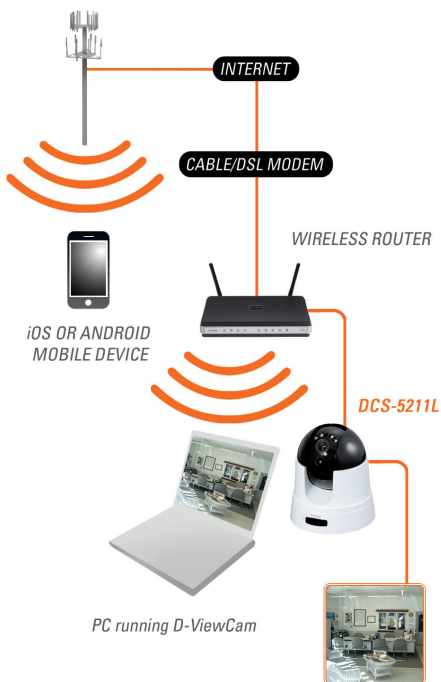 INTERNET
CABLE/DSL MODEM
WIRELESS ROUTER
iOS OR ANDROID
MOBILE DEVICE
DCS-5211L
PC running D-ViewCam